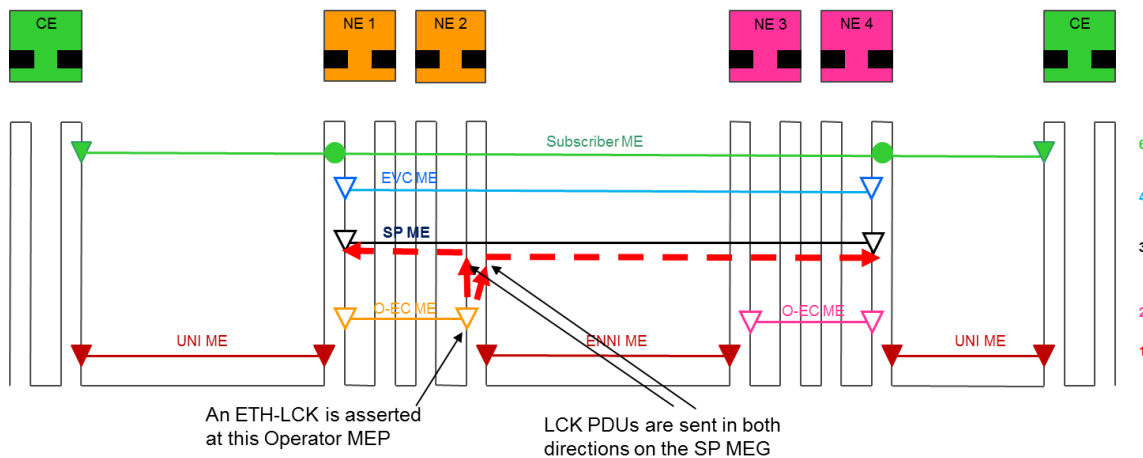 CE
NE 1
NE 2
NE 3
NE 4
CE
Subscriber ME
6
EVC ME
4
SP ME
3
O-EC ME
O-EC ME
2
UNI ME
ENNI ME
UNI ME
1
An ETH-LCK is asserted
at this Operator MEP
LCK PDUs are sent in both
directions on the SP MEG